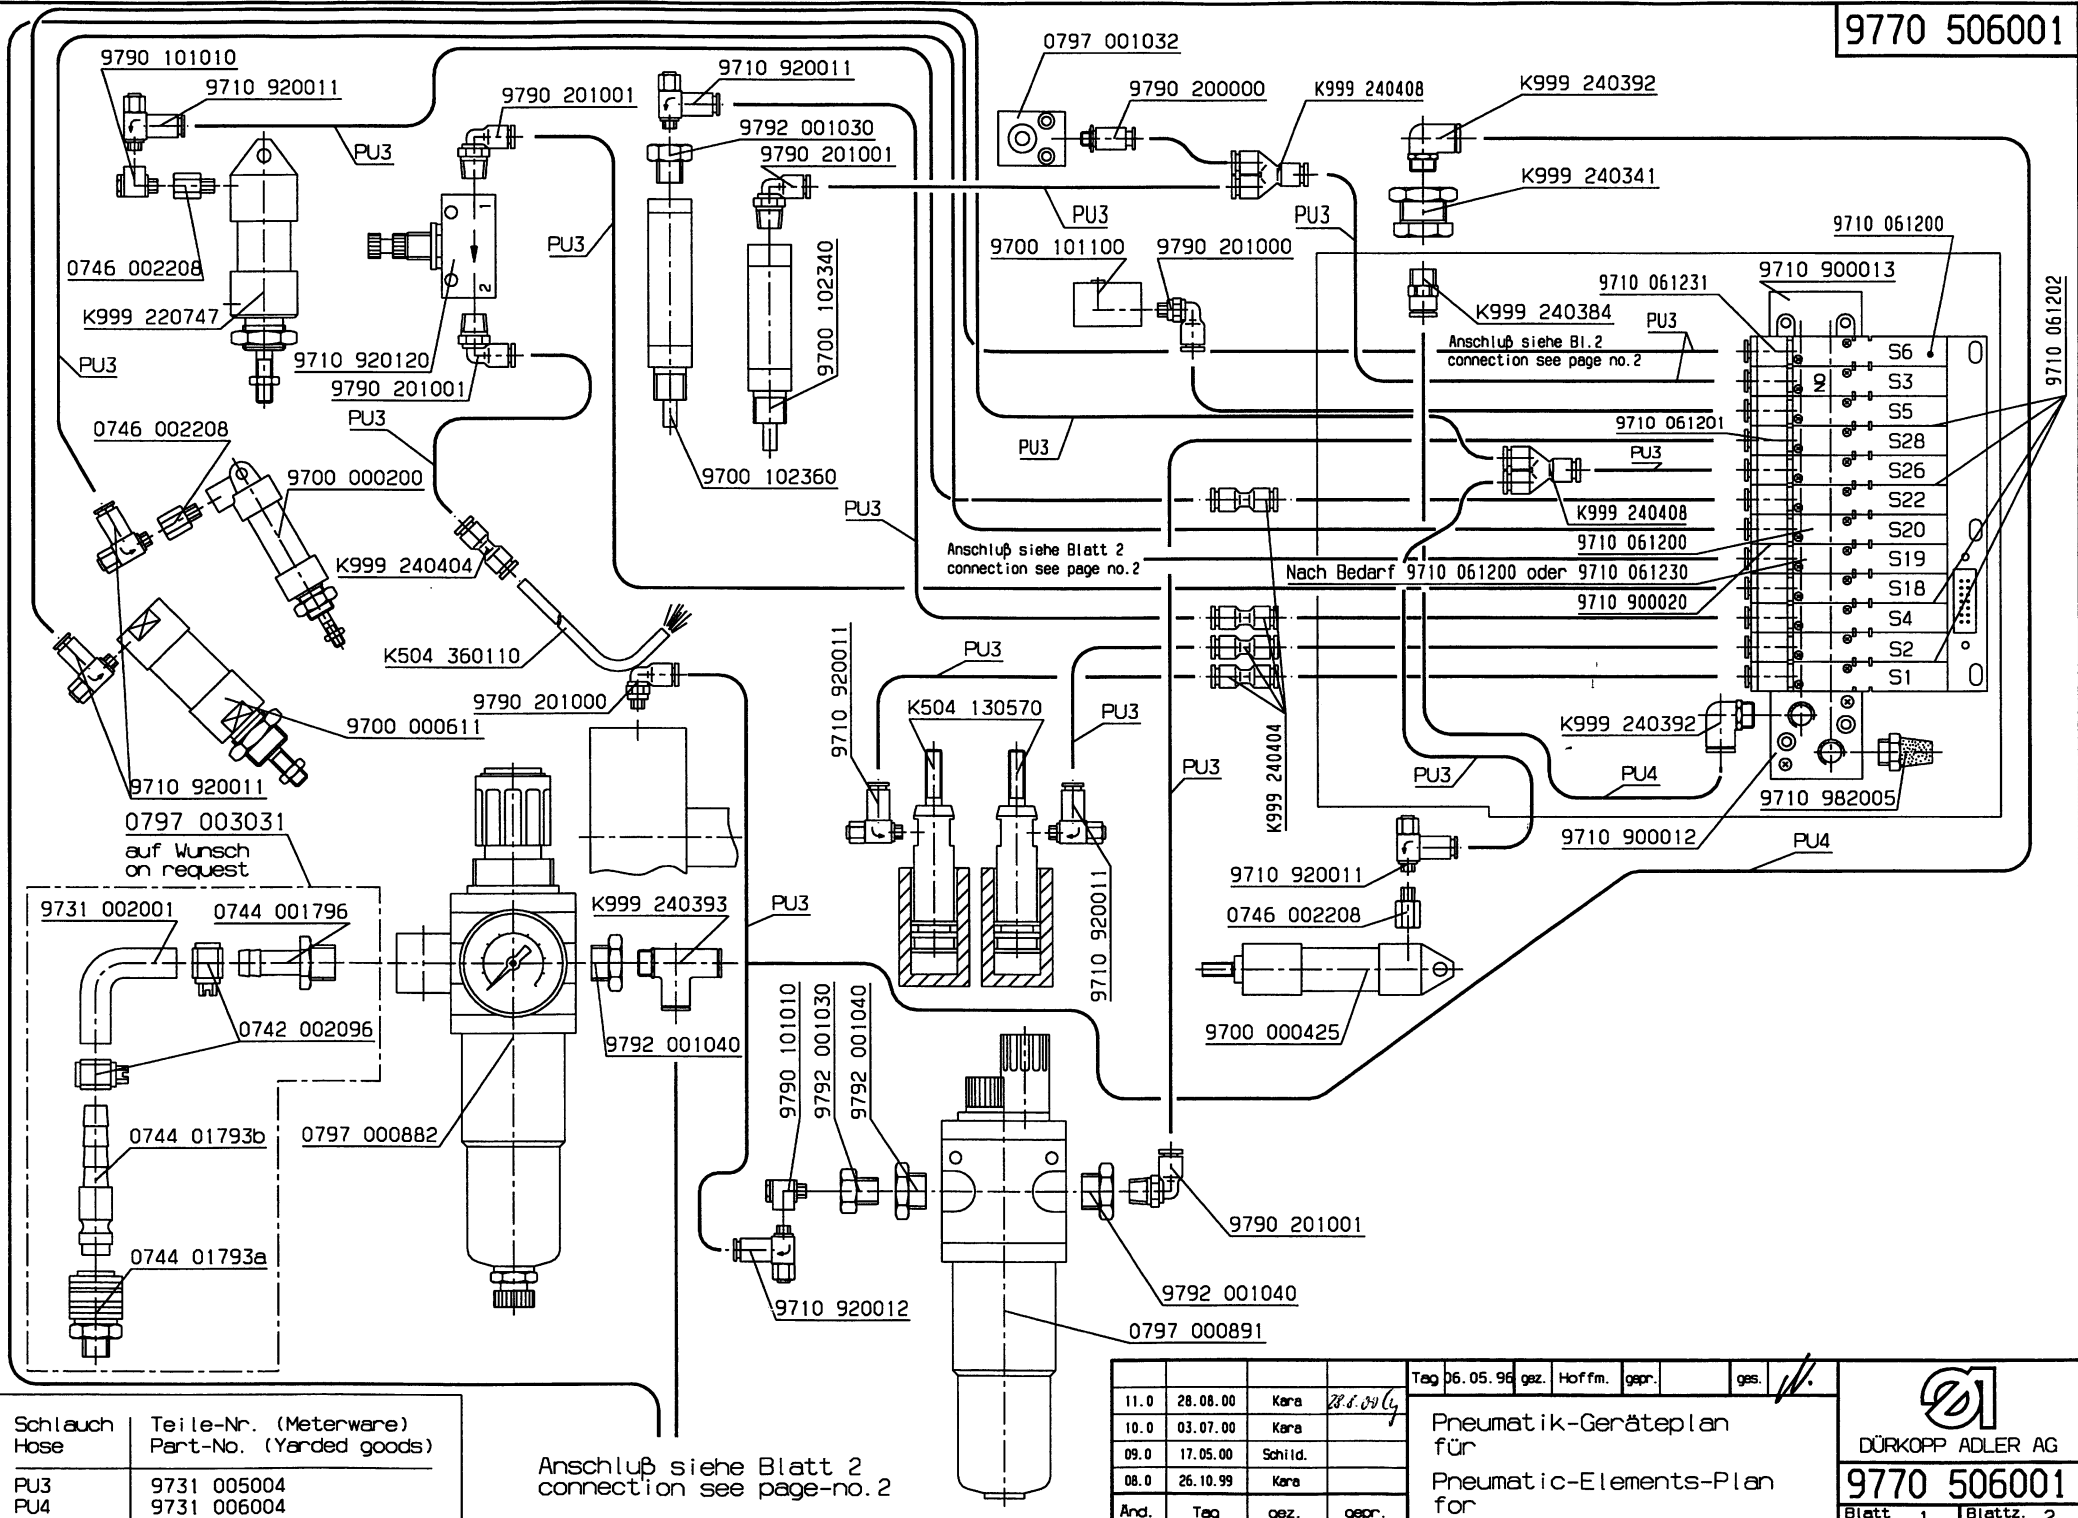 9770 506001
9790 101010
9710 920011
PU3
0746 002208
K999 220747
PU3
9790 201001
PU3
9710 920120
9790 201001
PU3
9710 920011
9792 001030
9790 201001
9700 102340
9700 102360
0797 001032
9790 200000
K999 240408
PU3
PU3
9700 101100
9790 201000
K999 240392
K999 240341
K999 240384
Anschluß siehe Bl.2
connection see page no.2
PU3
9710 061200
9710 900013
9710 061231
9710 061202
NO
1
2
S6
S3
S5
S28
S26
S22
S20
S19
S18
S4
S2
S1
9710 061201
PU3
K999 240408
PU3
PU3
9710 061200
Anschluß siehe Blatt 2
connection see page no.2
Nach Bedarf 9710 061200 oder 9710 061230
9710 900020
0746 002208
9700 000200
K999 240404
K504 360110
9790 201000
9700 000611
9710 920011
0797 003031
auf Wunsch
on request
9731 002001
0744 001796
0742 002096
0744 01793b
0744 01793a
0797 000882
K999 240393
PU3
9792 001040
9710 920011
PU3
K504 130570
PU3
9710 920011
K999 240404
PU3
PU3
PU4
K999 240392
9710 982005
9710 900012
PU4
9710 920011
0746 002208
9700 000425
9790 101010
9792 001030
9792 001040
9790 201001
9792 001040
9710 920012
0797 000891
Schlauch Teile-Nr. (Meterware)
Hose Part-No. (Yarded goods)
PU3 9731 005004
PU4 9731 006004
Anschluß siehe Blatt 2
connection see page-no.2
11.0 28.08.00 Kara
10.0 03.07.00 Kara
09.0 17.05.00 Schild.
08.0 26.10.99 Kara
Änd. Tag gez. gepr.
Tag 06.05.96 gez. Hoffm. gepr. ges.
Pneumatik-Geräteplan
für
Pneumatic-Elements-Plan
for
DÜRKOPP ADLER AG
9770 506001
Blatt 1 Blattz. 2